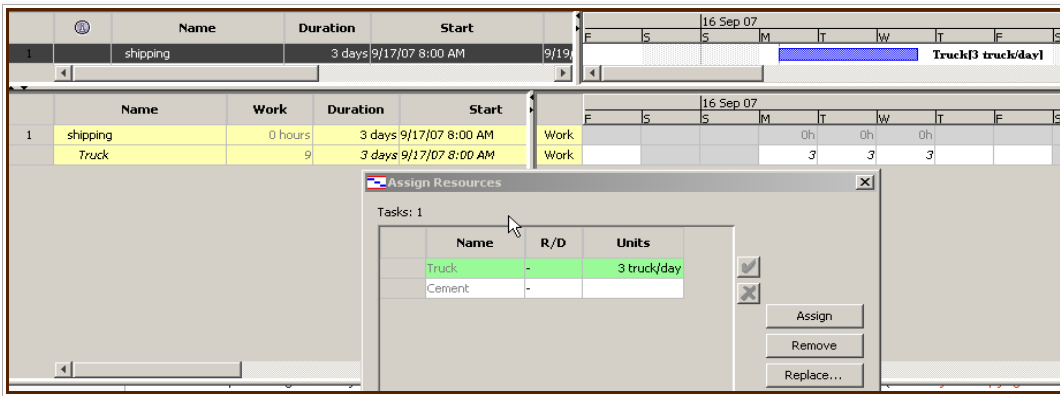 Name Duration Start 16 Sep 07
F S S M T W T F S
1 shipping 3 days 9/17/07 8:00 AM 9/19/ Truck[3 truck/day]
Name Work Duration Start 16 Sep 07
F S S M T W T F S
1 shipping 0 hours 3 days 9/17/07 8:00 AM Work 0h 0h 0h
Truck 9 3 days 9/17/07 8:00 AM Work 3 3 3
Assign Resources
Tasks: 1
Name R/D Units
Truck - 3 truck/day
Cement -
Assign
Remove
Replace...